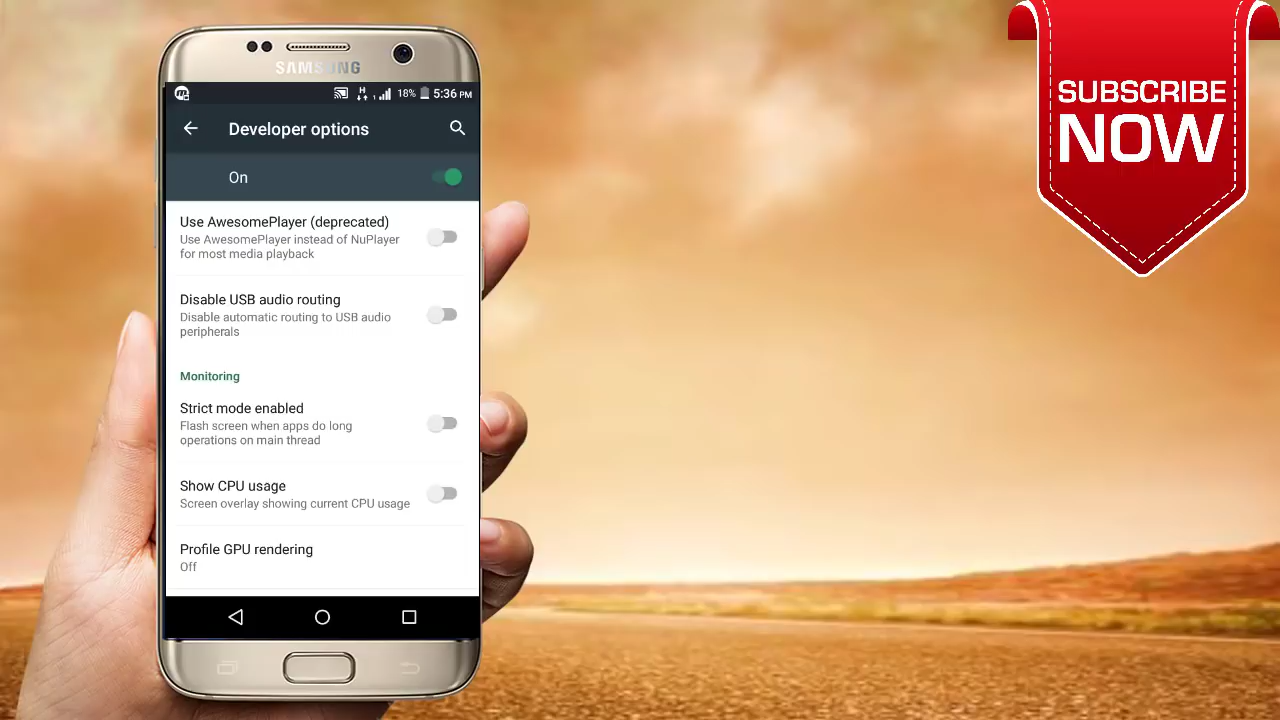 SAMSUNG
H
1
18%
5:36 PM
Developer options
On
Use AwesomePlayer (deprecated)
Use AwesomePlayer instead of NuPlayer
for most media playback
Disable USB audio routing
Disable automatic routing to USB audio
peripherals
Monitoring
Strict mode enabled
Flash screen when apps do long
operations on main thread
Show CPU usage
Screen overlay showing current CPU usage
Profile GPU rendering
Off
SUBSCRIBE
NOW